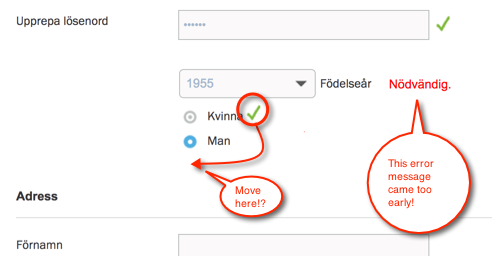 Upprepa lösenord
••••••
1955
Födelseår
Nödvändig.
Kvinna
Man
This error
message
came too
early!
Move
here!?
Adress
Förnamn